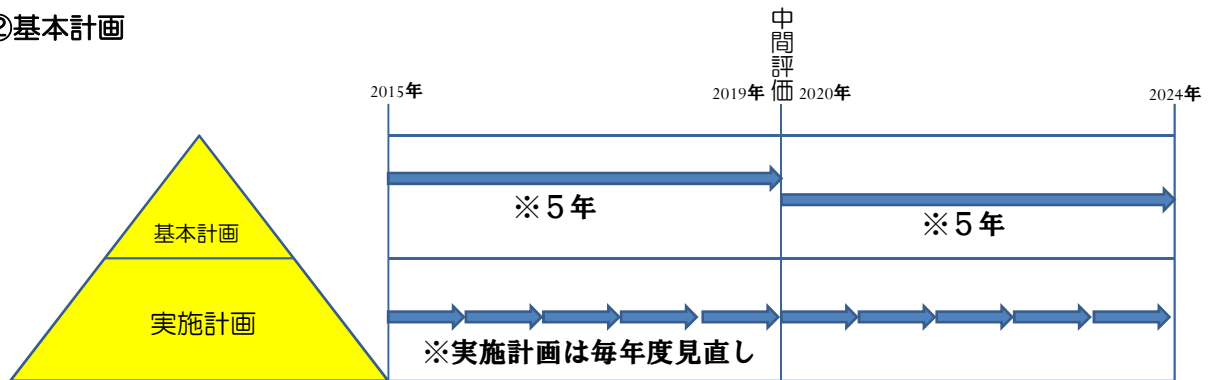 ②基本計画
中間評価
2015年
2019年
2020年
2024年
※５年
※５年
基本計画
実施計画
※実施計画は毎年度見直し